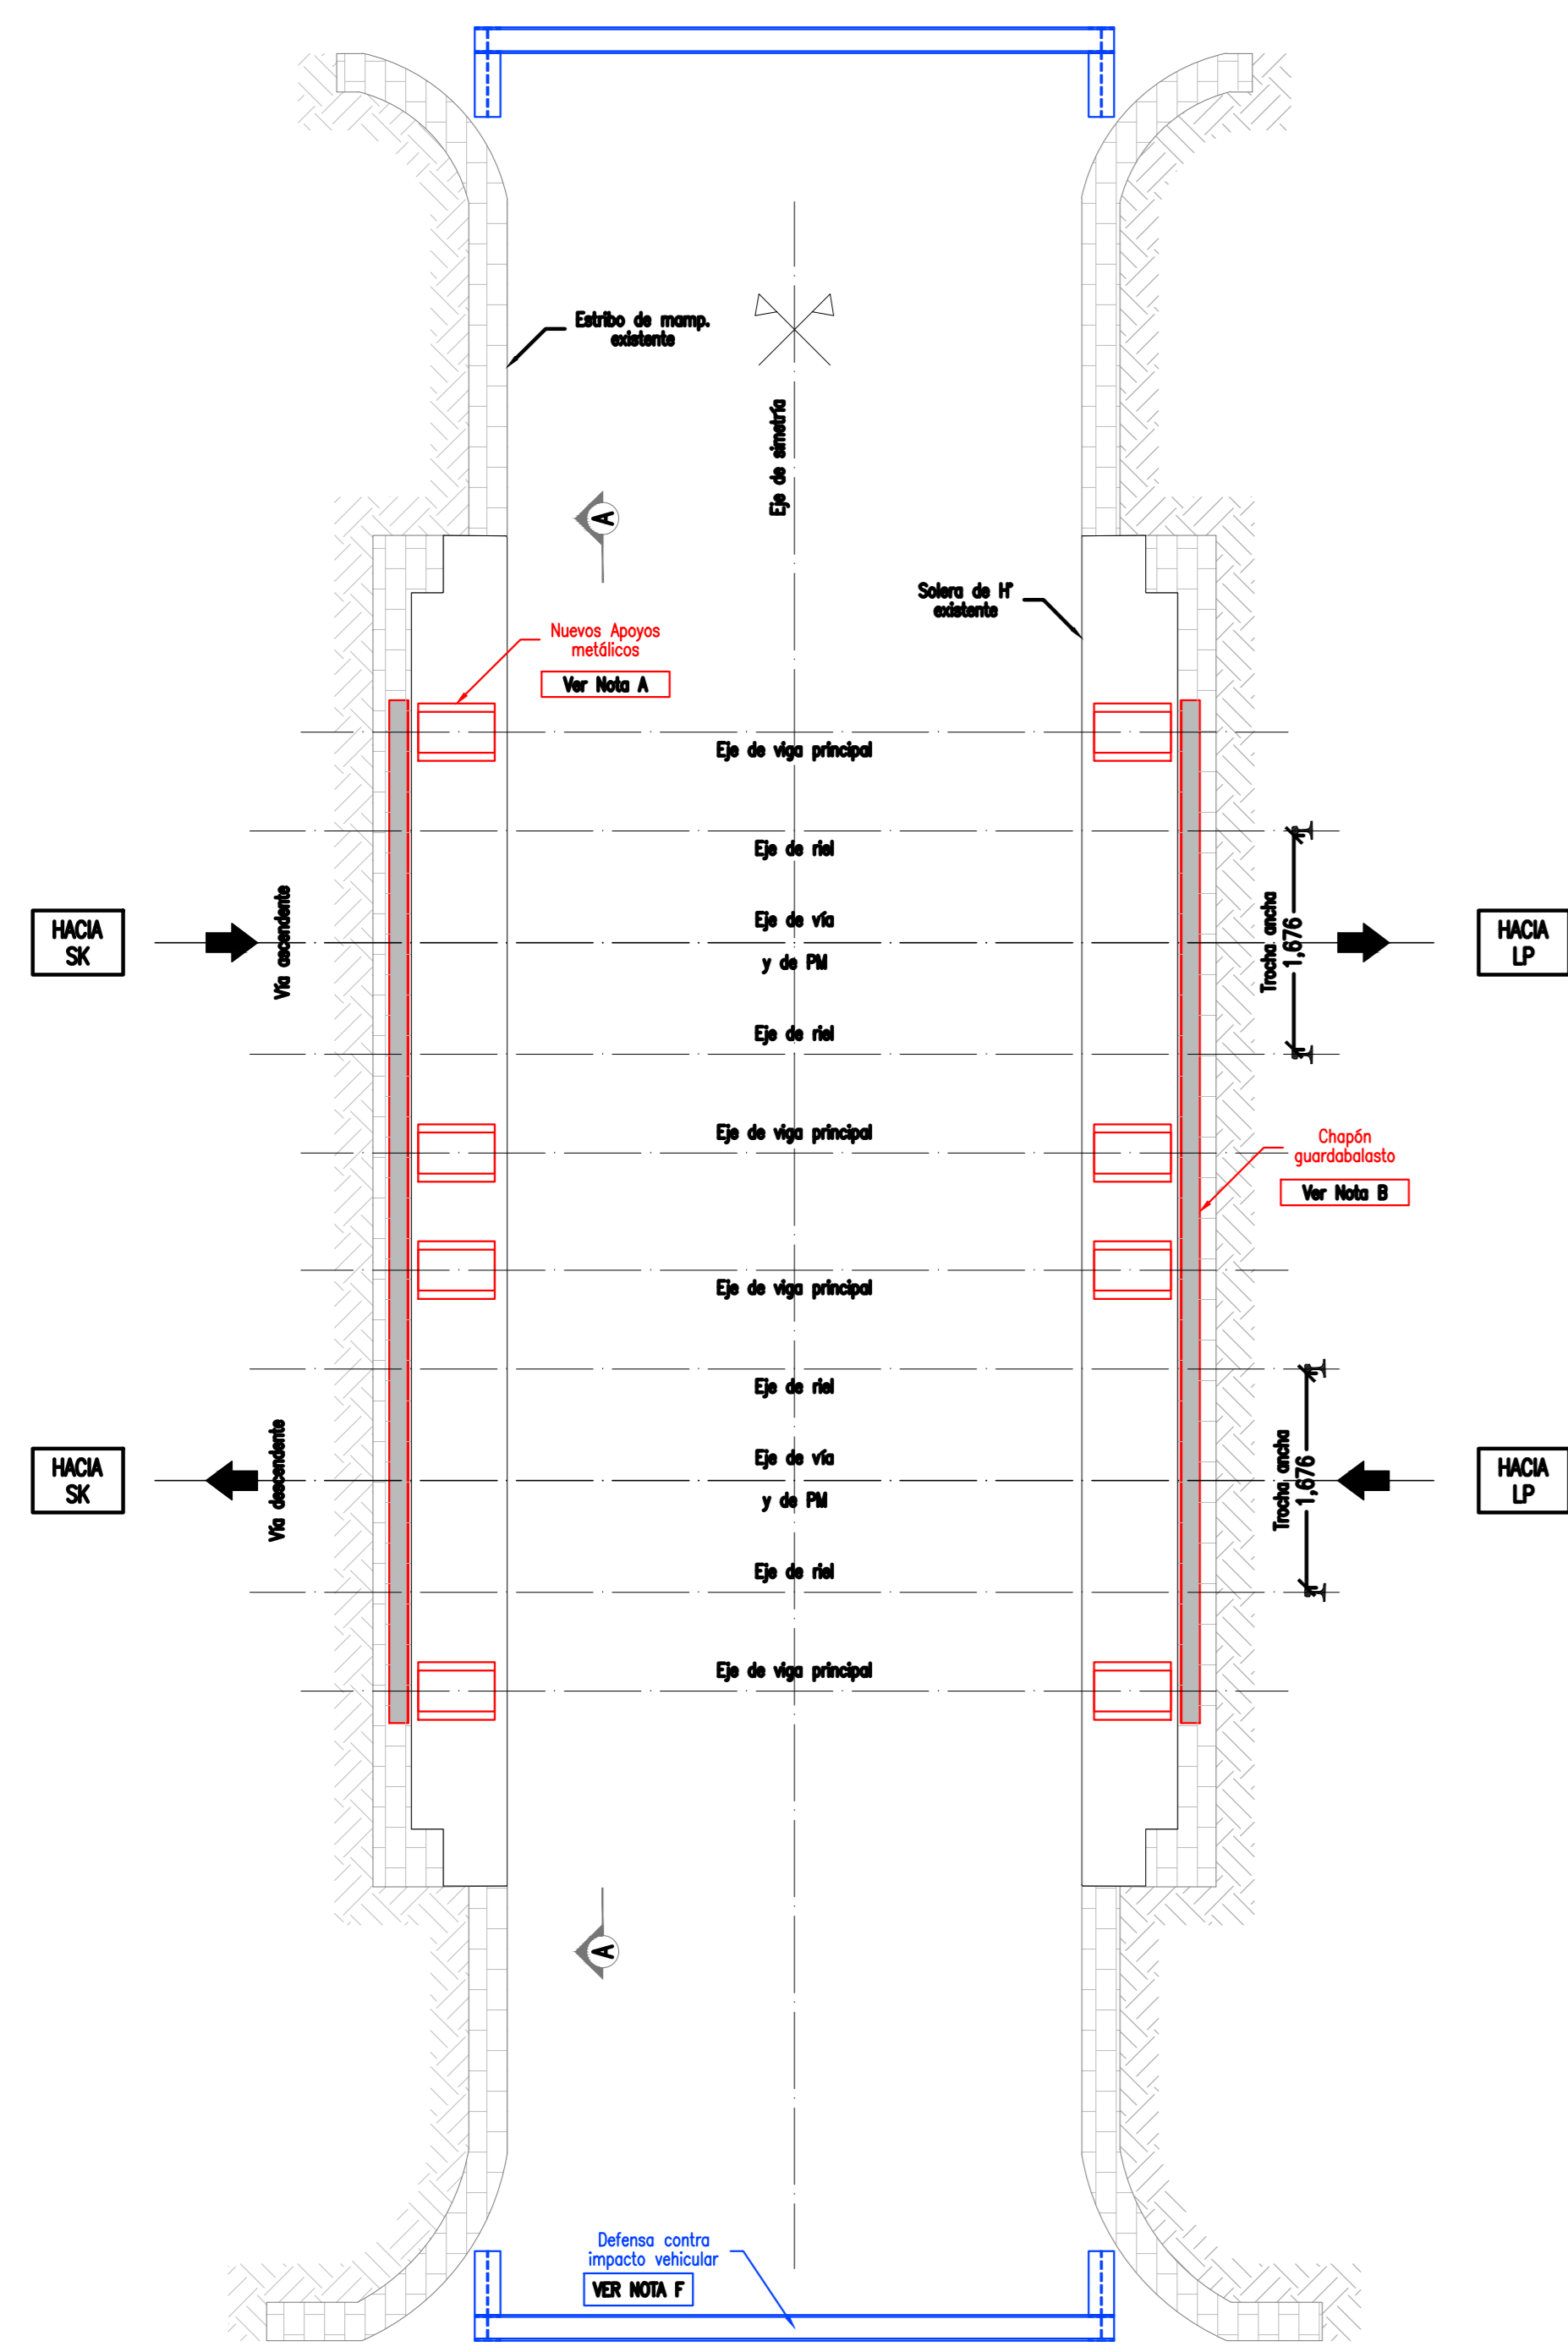 Estribo de mamp.
existente
Eje de simetría
A
Solera de H°
existente
Nuevos Apoyos
metálicos
Ver Nota A
Eje de viga principal
Eje de riel
HACIA
SK
Vía ascendente
Eje de vía
y de PM
Trocha ancha
1,676
HACIA
LP
Eje de riel
Eje de viga principal
Chapón
guardabalasto
Ver Nota B
Eje de viga principal
Eje de riel
HACIA
SK
Vía descendente
Eje de vía
y de PM
Trocha ancha
1,676
HACIA
LP
Eje de riel
Eje de viga principal
A
Defensa contra
impacto vehicular
VER NOTA F